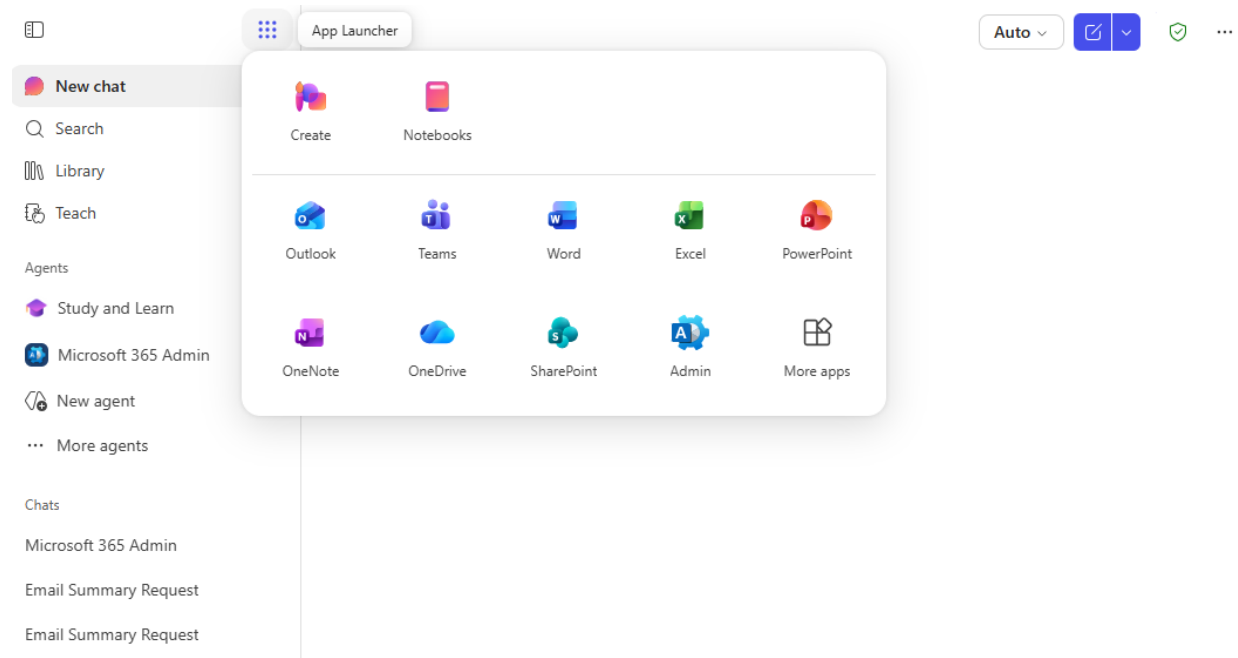 App Launcher
Auto
New chat
Search
Library
Teach
Agents
Study and Learn
Microsoft 365 Admin
New agent
More agents
Chats
Microsoft 365 Admin
Email Summary Request
Email Summary Request
Create Notebooks
Outlook Teams Word Excel PowerPoint
OneNote OneDrive SharePoint Admin More apps